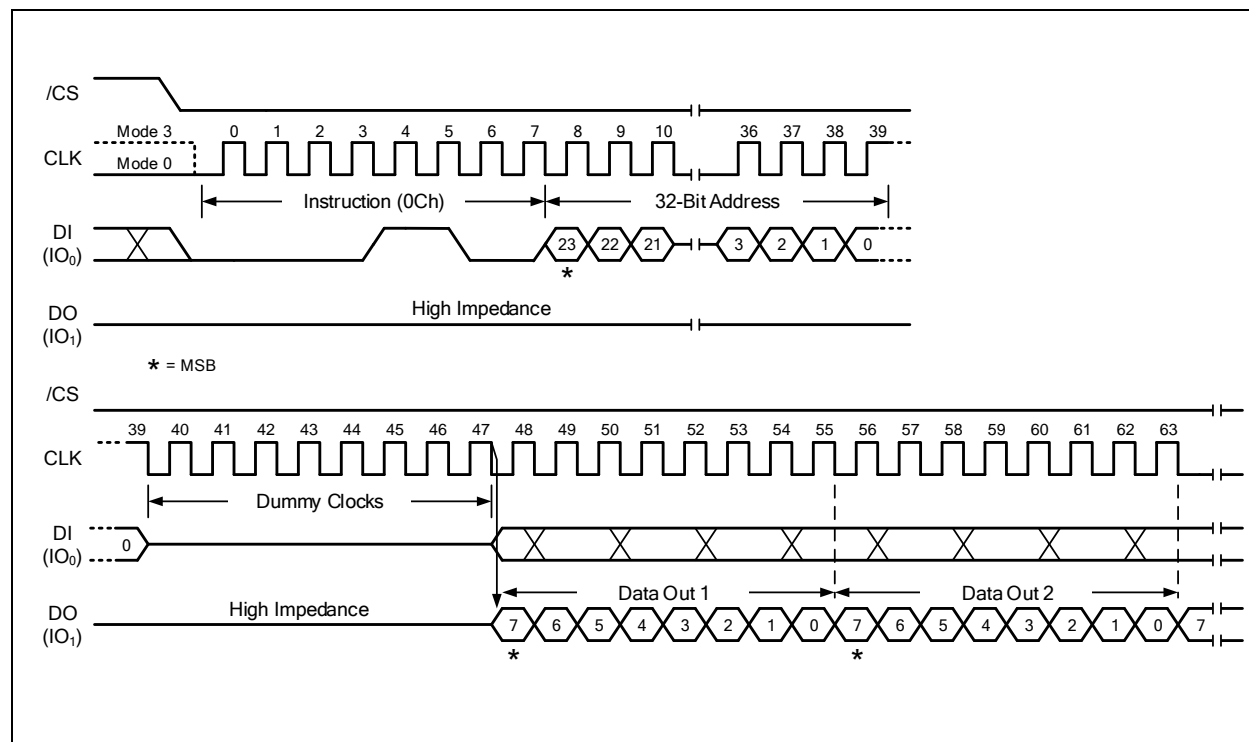 /CS
Mode 3
0 1 2 3 4 5 6 7 8 9 10 36 37 38 39
CLK
Mode 0
Instruction (0Ch) 32-Bit Address
DI
(IO₀)
23 22 21 3 2 1 0
*
High Impedance
DO
(IO₁)
* = MSB
/CS
39 40 41 42 43 44 45 46 47 48 49 50 51 52 53 54 55 56 57 58 59 60 61 62 63
CLK
Dummy Clocks
DI
(IO₀)
0
Data Out 1 Data Out 2
High Impedance
DO
(IO₁)
7 6 5 4 3 2 1 0 7 6 5 4 3 2 1 0 7
* *